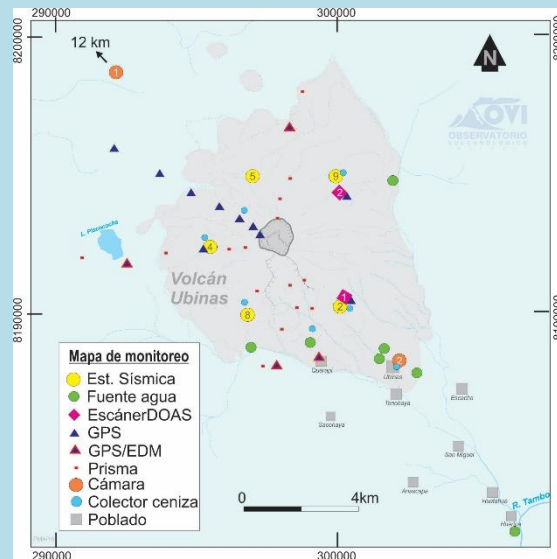 290000
300000
8200000
8200000
12 km
1
N
OVI
OBSERVATORIO
VULCANOLÓGICO
5
9
2
L. Piscococha
4
Volcán
Ubinas
1
2
8
8190000
8190000
Mapa de monitoreo
Est. Sísmica
Fuente agua
EscánerDOAS
GPS
GPS/EDM
Prisma
Cámara
Colector ceniza
Poblado
2
Querapi
Ubinas
Tonohaya
Escacha
Sacohaya
San Miguel
Anascapa
Huatahua
Huarina
R. Tambo
0
4km
290000
300000